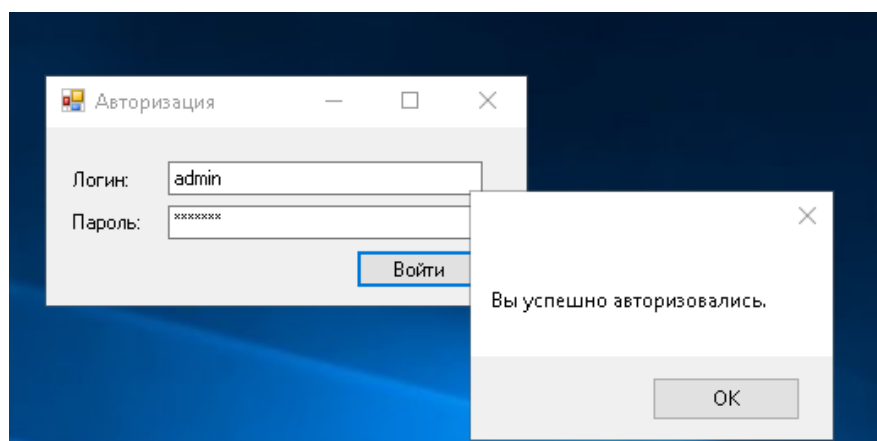 Авторизация
Логин:
admin
Пароль:
*******
Войти
Вы успешно авторизовались.
OK